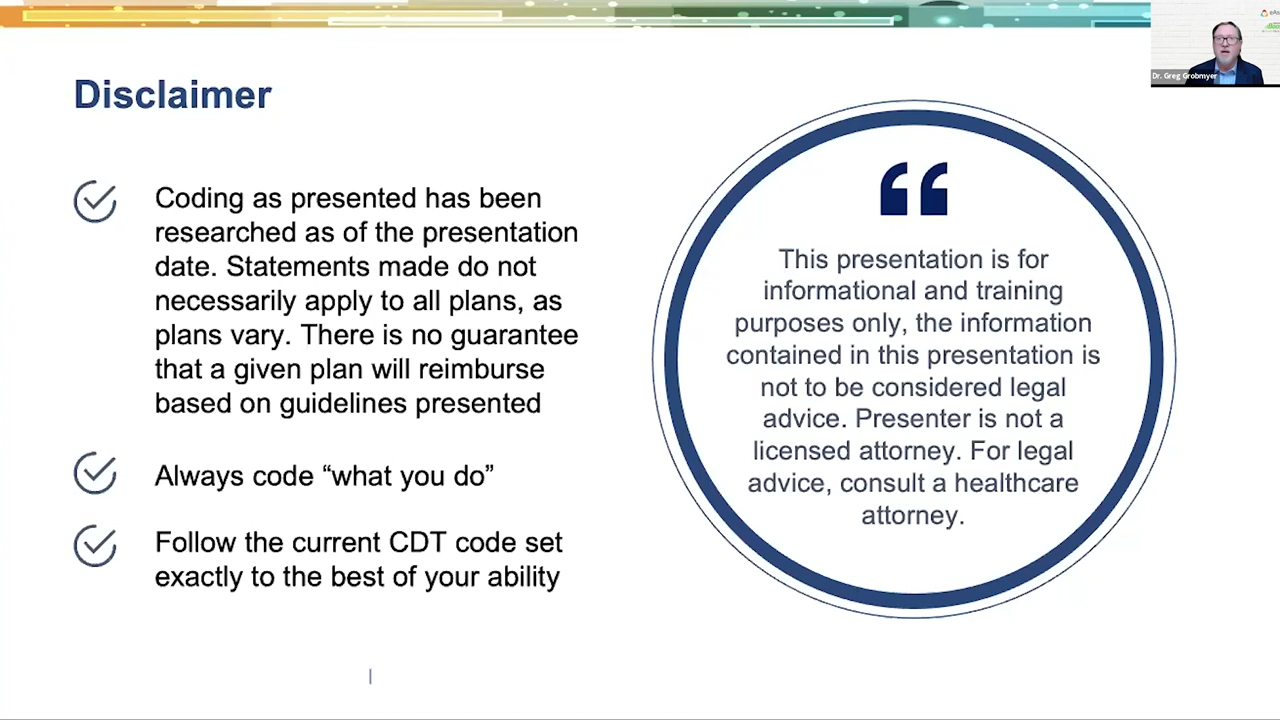 Disclaimer
Coding as presented has been
researched as of the presentation
date. Statements made do not
necessarily apply to all plans, as
plans vary. There is no guarantee
that a given plan will reimburse
based on guidelines presented
Always code “what you do”
Follow the current CDT code set
exactly to the best of your ability
“
This presentation is for
informational and training
purposes only, the information
contained in this presentation is
not to be considered legal
advice. Presenter is not a
licensed attorney. For legal
advice, consult a healthcare
attorney.
Dr. Greg Grobmyer